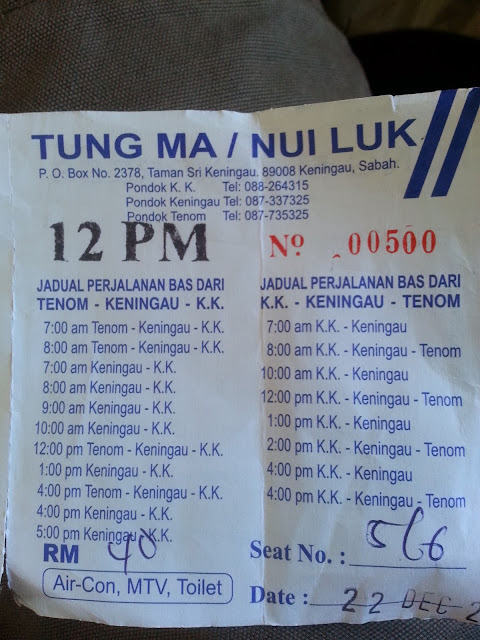 TUNG MA / NUI LUK
P. O. Box No. 2378, Taman Sri Keningau, 89008 Keningau, Sabah.
Pondok K. K. Tel: 088-264315
Pondok Keningau Tel: 087-337325
Pondok Tenom Tel: 087-735325
12 PM
Nº 00500
JADUAL PERJALANAN BAS DARI
TENOM - KENINGAU - K.K.
7:00 am Tenom - Keningau - K.K.
8:00 am Tenom - Keningau - K.K.
7:00 am Keningau - K.K.
8:00 am Keningau - K.K.
9:00 am Keningau - K.K.
10:00 am Keningau - K.K.
12:00 pm Tenom - Keningau - K.K.
1:00 pm Keningau - K.K.
4:00 pm Tenom - Keningau - K.K.
4:00 pm Keningau - K.K.
5:00 pm Keningau - K.K.
JADUAL PERJALANAN BAS DARI
K.K. - KENINGAU - TENOM
7:00 am K.K. - Keningau
8:00 am K.K. - Keningau - Tenom
10:00 am K.K. - Keningau
12:00 pm K.K. - Keningau - Tenom
1:00 pm K.K. - Keningau
2:00 pm K.K. - Keningau - Tenom
4:00 pm K.K. - Keningau
4:00 pm K.K. - Keningau - Tenom
RM 40
Air-Con, MTV, Toilet
Seat No. : 5/6
Date : 22 DEC 2